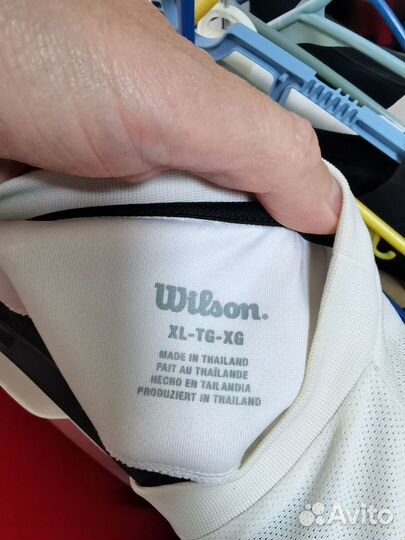 Wilson.
XL-TG-XG
MADE IN THAILAND
FAIT AU THAÏLANDE
HECHO EN TAILANDIA
PRODUZIERT IN THAILAND
Avito